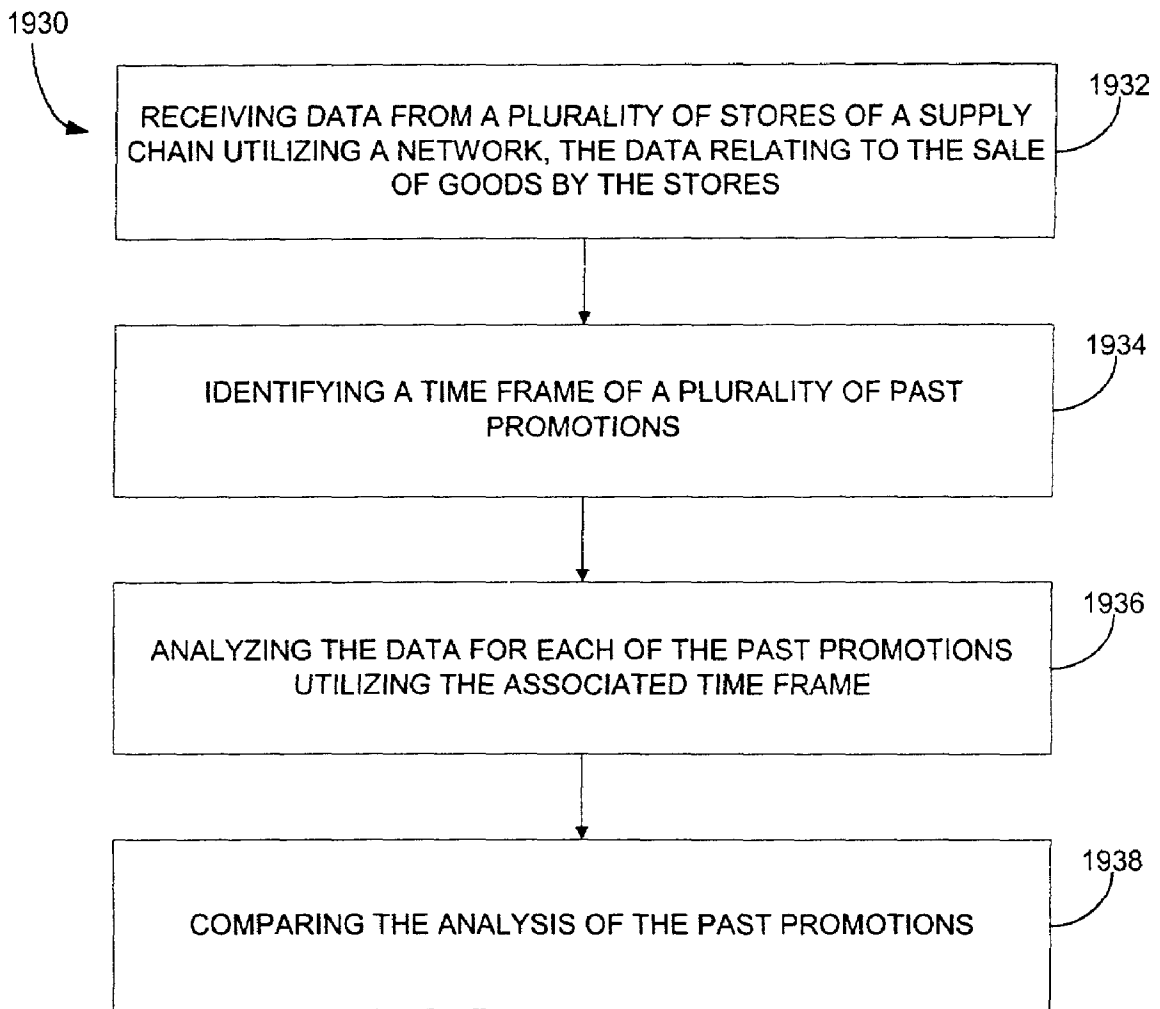 1930
1932
RECEIVING DATA FROM A PLURALITY OF STORES OF A SUPPLY
CHAIN UTILIZING A NETWORK, THE DATA RELATING TO THE SALE
OF GOODS BY THE STORES
1934
IDENTIFYING A TIME FRAME OF A PLURALITY OF PAST
PROMOTIONS
1936
ANALYZING THE DATA FOR EACH OF THE PAST PROMOTIONS
UTILIZING THE ASSOCIATED TIME FRAME
1938
COMPARING THE ANALYSIS OF THE PAST PROMOTIONS